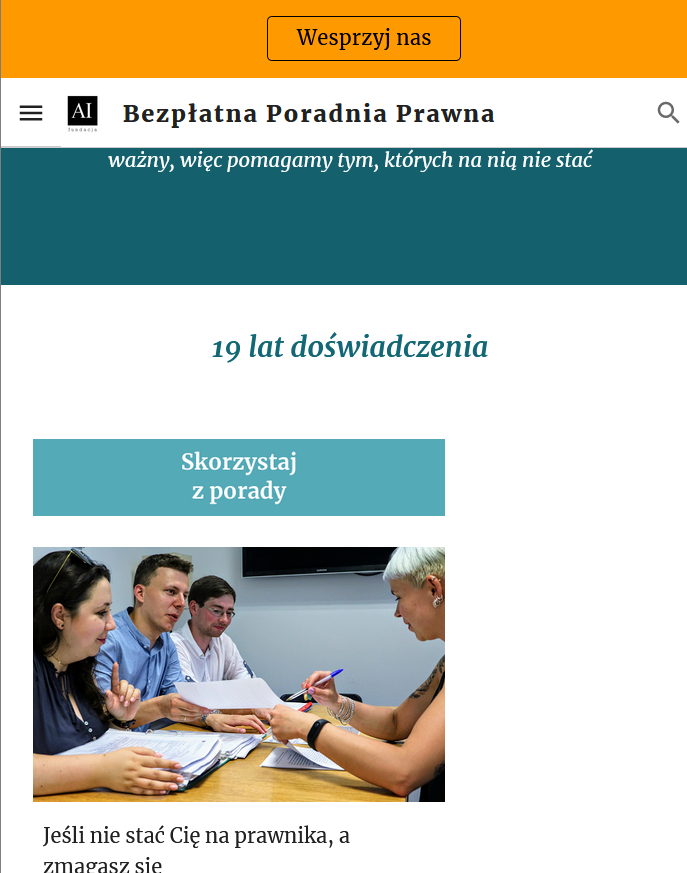 Wesprzyj nas
AI
fundacja
Bezpłatna Poradnia Prawna
ważny, więc pomagamy tym, których na nią nie stać
19 lat doświadczenia
Skorzystaj
z porady
Jeśli nie stać Cię na prawnika, a
zmagasz się